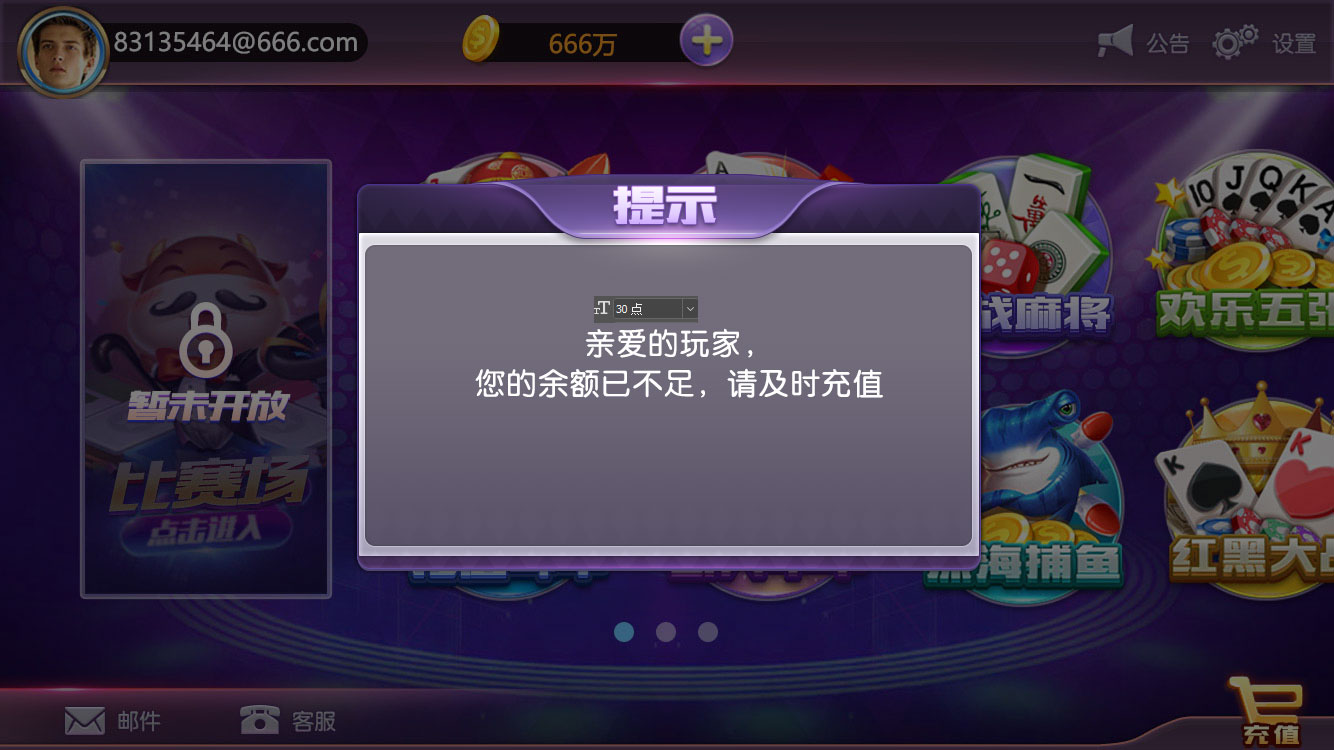 83135464@666.com
666万
公告
设置
提示
30 点
亲爱的玩家，
您的余额已不足，请及时充值
暂未开放
比赛场
点击进入
麻将
欢乐五张
海捕鱼
红黑大战
邮件
客服
充值